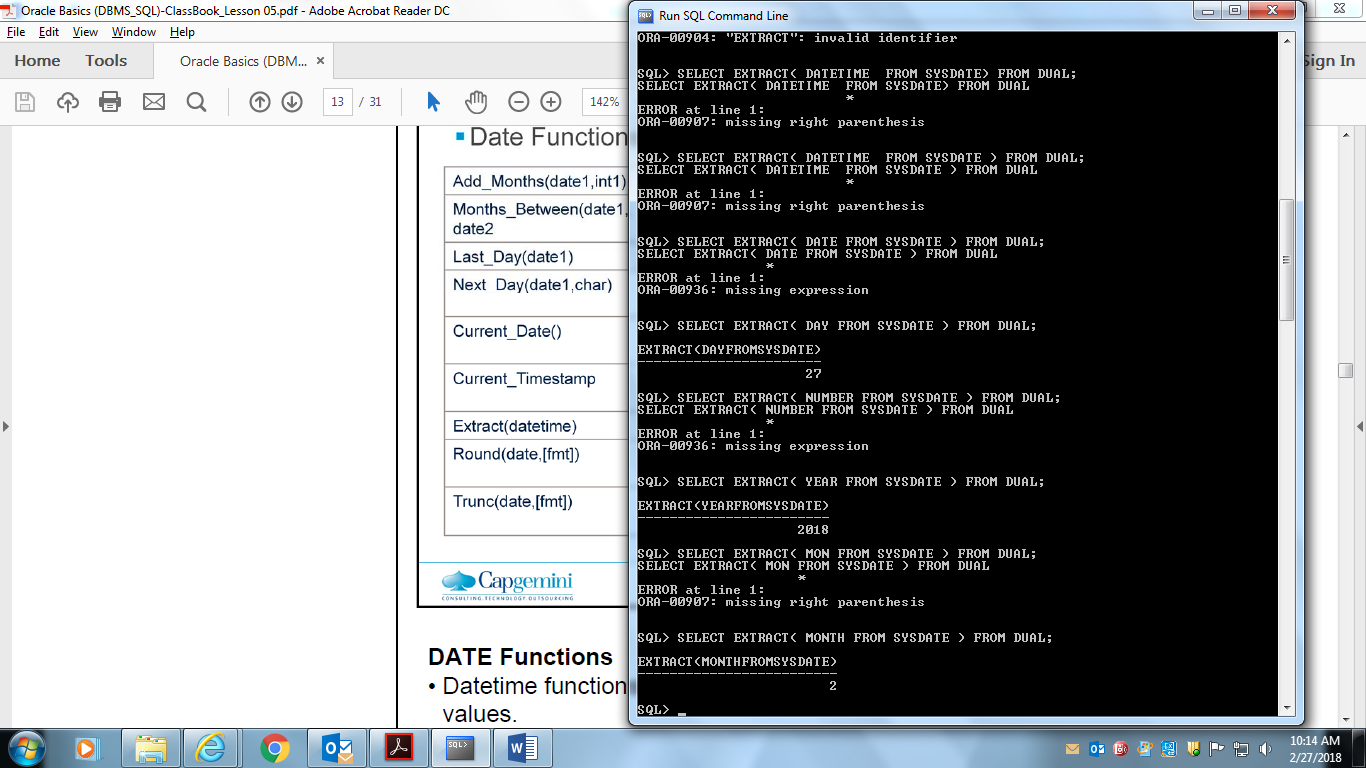 Oracle Basics (DBMS_SQL)-ClassBook_Lesson 05.pdf - Adobe Acrobat Reader DC
File Edit View Window Help
Home Tools Oracle Basics (DBM... × Sign In
13 / 31 142%
Date Function
Add_Months(date1,int1)
Months_Between(date1,
date2
Last_Day(date1)
Next_Day(date1,char)
Current_Date()
Current_Timestamp
Extract(datetime)
Round(date,[fmt])
Trunc(date,[fmt])
Capgemini
CONSULTING.TECHNOLOGY.OUTSOURCING
DATE Functions
• Datetime function
values.
Run SQL Command Line
ORA-00904: "EXTRACT": invalid identifier
SQL> SELECT EXTRACT( DATETIME  FROM SYSDATE) FROM DUAL;
SELECT EXTRACT( DATETIME  FROM SYSDATE) FROM DUAL
*
ERROR at line 1:
ORA-00907: missing right parenthesis
SQL> SELECT EXTRACT( DATETIME  FROM SYSDATE ) FROM DUAL;
SELECT EXTRACT( DATETIME  FROM SYSDATE ) FROM DUAL
*
ERROR at line 1:
ORA-00907: missing right parenthesis
SQL> SELECT EXTRACT( DATE FROM SYSDATE ) FROM DUAL;
SELECT EXTRACT( DATE FROM SYSDATE ) FROM DUAL
*
ERROR at line 1:
ORA-00936: missing expression
SQL> SELECT EXTRACT( DAY FROM SYSDATE ) FROM DUAL;
EXTRACT(DAYFROMSYSDATE)
-----------------------
27
SQL> SELECT EXTRACT( NUMBER FROM SYSDATE ) FROM DUAL;
SELECT EXTRACT( NUMBER FROM SYSDATE ) FROM DUAL
*
ERROR at line 1:
ORA-00936: missing expression
SQL> SELECT EXTRACT( YEAR FROM SYSDATE ) FROM DUAL;
EXTRACT(YEARFROMSYSDATE)
------------------------
2018
SQL> SELECT EXTRACT( MON FROM SYSDATE ) FROM DUAL;
SELECT EXTRACT( MON FROM SYSDATE ) FROM DUAL
*
ERROR at line 1:
ORA-00907: missing right parenthesis
SQL> SELECT EXTRACT( MONTH FROM SYSDATE ) FROM DUAL;
EXTRACT(MONTHFROMSYSDATE)
-------------------------
2
SQL> _
10:14 AM
2/27/2018